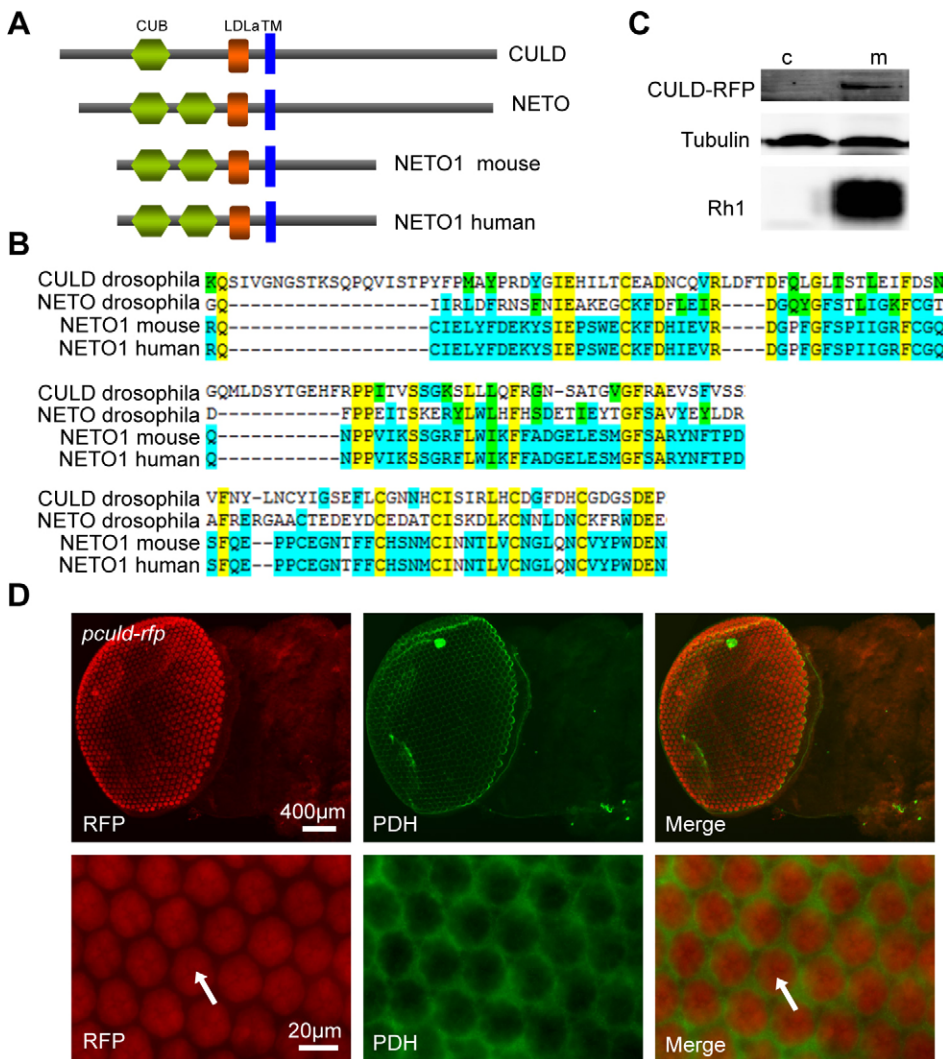 A
CUB LDLa TM
CULD
NETO
NETO1 mouse
NETO1 human
C
c m
CULD-RFP
Tubulin
Rh1
B
CULD drosophila KQSIVGNGSTKSQPQVISTPYFPMAYPRDYGIEHILTCEADNCQVRLDFTDFQLGLTSTLEIFDSN
NETO drosophila GQ------------------IIRLDFRNSFNIEAKEGCKFDFLEIR----DGQYGFSTLIGKFCGT
NETO1 mouse RQ------------------CIELYFDEKYSIEPSWECKFDHIEVR----DGPFGFSPIIGRFCGQ
NETO1 human RQ------------------CIELYFDEKYSIEPSWECKFDHIEVR----DGPFGFSPIIGRFCGQ
CULD drosophila GQMLDSYTGEHFRPPITVSSGKSLLLQFRGN-SATGVGFRAEVSFVSS
NETO drosophila D-----------FPPEITSKERYLWLHFHSDETIEYTGFSAVYEYLDR
NETO1 mouse Q-----------NPPVIKSSGRFLWIKFFADGELESMGFSARYNFTPD
NETO1 human Q-----------NPPVIKSSGRFLWIKFFADGELESMGFSARYNFTPD
CULD drosophila VFNY-LNCYIGSEFLCGNNHCISIRLHCDGFDHCGDGSDEP
NETO drosophila AFRERGAACTEDEYDCEDATCISKDLKCNNLDNCKFRWDEE
NETO1 mouse SFQE--PPCEGNTFFCHSNMCINNTLVCNGLQNCVYPWDEN
NETO1 human SFQE--PPCEGNTFFCHSNMCINNTLVCNGLQNCVYPWDEN
D
pculd-rfp
RFP 400µm PDH Merge
RFP 20µm PDH Merge